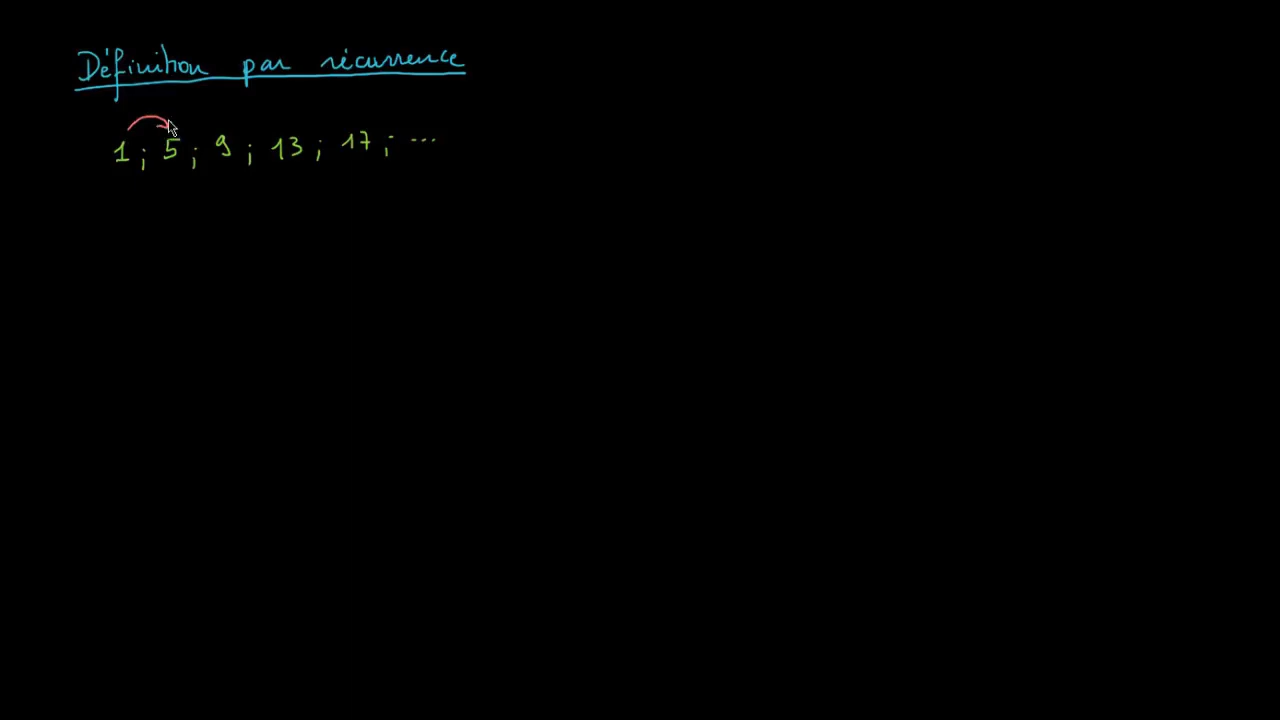 Définition par récurrence
1 ; 5 ; 9 ; 13 ; 17 ; ...